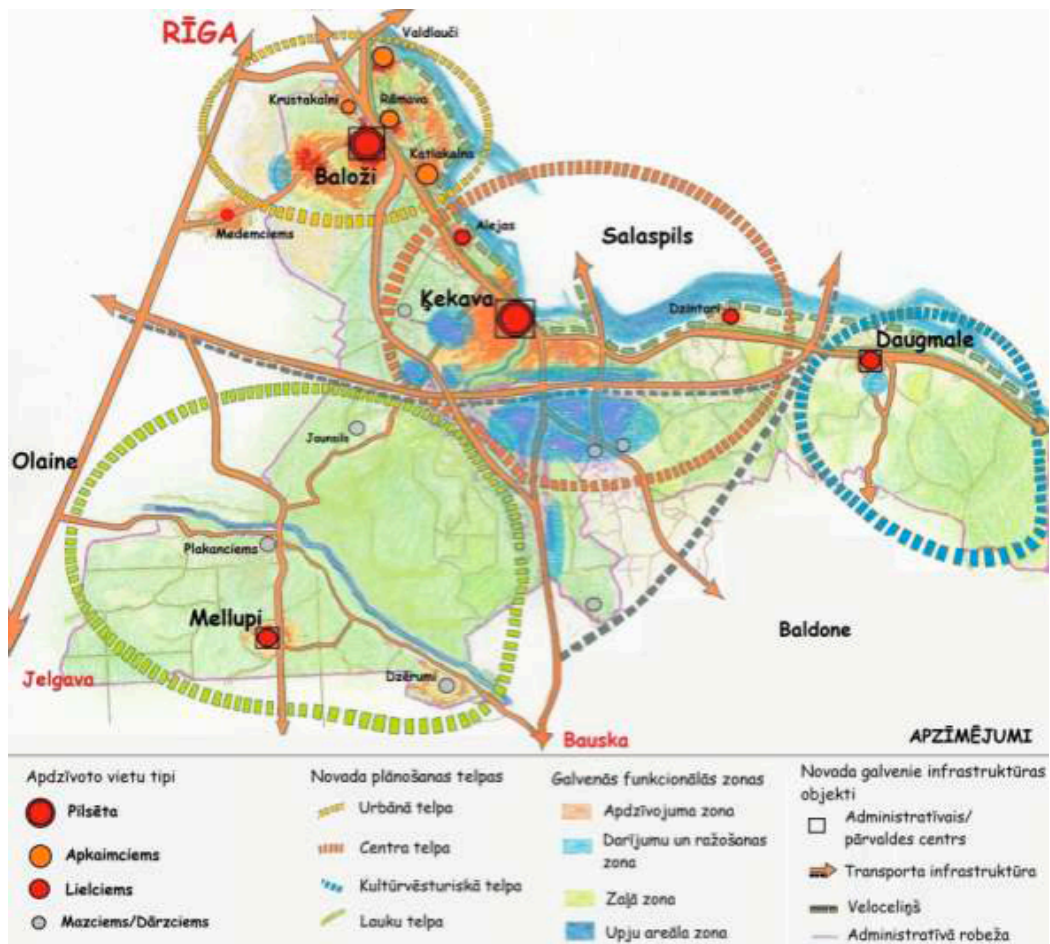 RĪGA
Valdlauči
Krustakalni
Rāmava
Katlakalns
Baloži
Medemciems
Alejas
Salaspils
Ķekava
Dzintari
Daugmale
Jaunsils
Olaine
Plakanciems
Mellupi
Baldone
Jelgava
Dzērumi
Bauska
APZĪMĒJUMI
Apdzīvoto vietu tipi
Pilsēta
Apkaimciems
Lielciems
Mazciems/Dārzciems
Novada plānošanas telpas
Urbānā telpa
Centra telpa
Kultūrvēsturiskā telpa
Lauku telpa
Galvenās funkcionālās zonas
Apdzīvojuma zona
Darījumu un ražošanas
zona
Zaļā zona
Upju areāla zona
Novada galvenie infrastruktūras
objekti
Administratīvais/
pārvaldes centrs
Transporta infrastruktūra
Veloceliņš
Administratīvā robeža